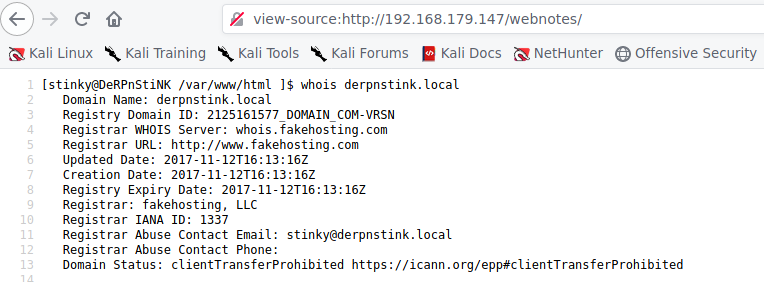 view-source:http://192.168.179.147/webnotes/
Kali Linux Kali Training Kali Tools Kali Forums Kali Docs NetHunter Offensive Security
1 [stinky@DeRPnStiNK /var/www/html ]$ whois derpnstink.local
2 Domain Name: derpnstink.local
3 Registry Domain ID: 2125161577_DOMAIN_COM-VRSN
4 Registrar WHOIS Server: whois.fakehosting.com
5 Registrar URL: http://www.fakehosting.com
6 Updated Date: 2017-11-12T16:13:16Z
7 Creation Date: 2017-11-12T16:13:16Z
8 Registry Expiry Date: 2017-11-12T16:13:16Z
9 Registrar: fakehosting, LLC
10 Registrar IANA ID: 1337
11 Registrar Abuse Contact Email: stinky@derpnstink.local
12 Registrar Abuse Contact Phone:
13 Domain Status: clientTransferProhibited https://icann.org/epp#clientTransferProhibited
14